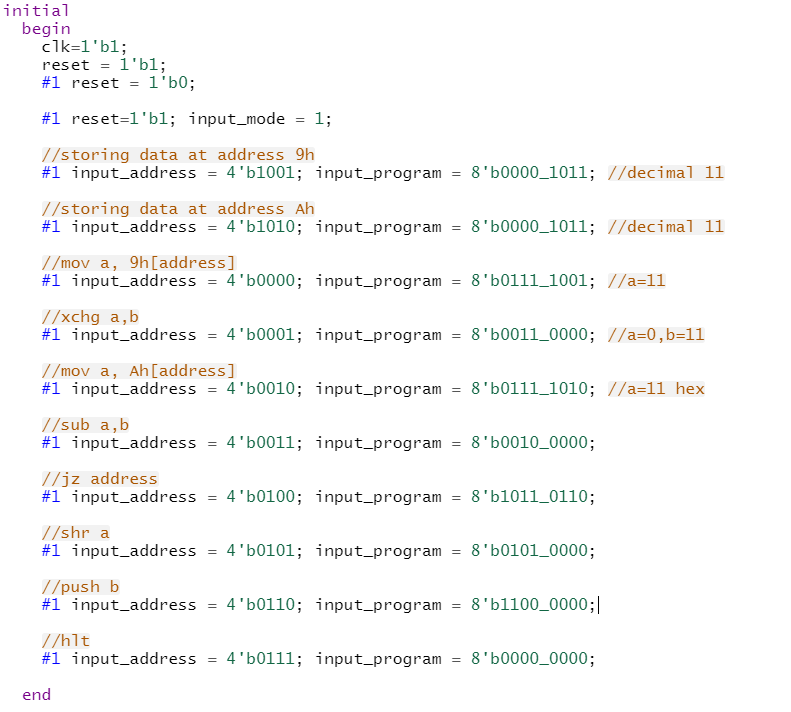 initial
begin
clk=1'b1;
reset = 1'b1;
#1 reset = 1'b0;
#1 reset=1'b1; input_mode = 1;
//storing data at address 9h
#1 input_address = 4'b1001; input_program = 8'b0000_1011; //decimal 11
//storing data at address Ah
#1 input_address = 4'b1010; input_program = 8'b0000_1011; //decimal 11
//mov a, 9h[address]
#1 input_address = 4'b0000; input_program = 8'b0111_1001; //a=11
//xchg a,b
#1 input_address = 4'b0001; input_program = 8'b0011_0000; //a=0,b=11
//mov a, Ah[address]
#1 input_address = 4'b0010; input_program = 8'b0111_1010; //a=11 hex
//sub a,b
#1 input_address = 4'b0011; input_program = 8'b0010_0000;
//jz address
#1 input_address = 4'b0100; input_program = 8'b1011_0110;
//shr a
#1 input_address = 4'b0101; input_program = 8'b0101_0000;
//push b
#1 input_address = 4'b0110; input_program = 8'b1100_0000;
//hlt
#1 input_address = 4'b0111; input_program = 8'b0000_0000;
end